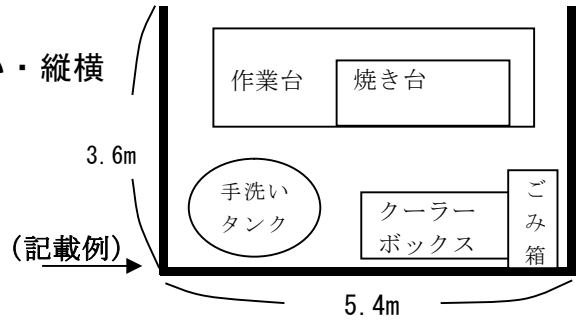 い・縦横
作業台
焼き台
3.6m
手洗い
タンク
クーラー
ボックス
ごみ箱
(記載例)
5.4m